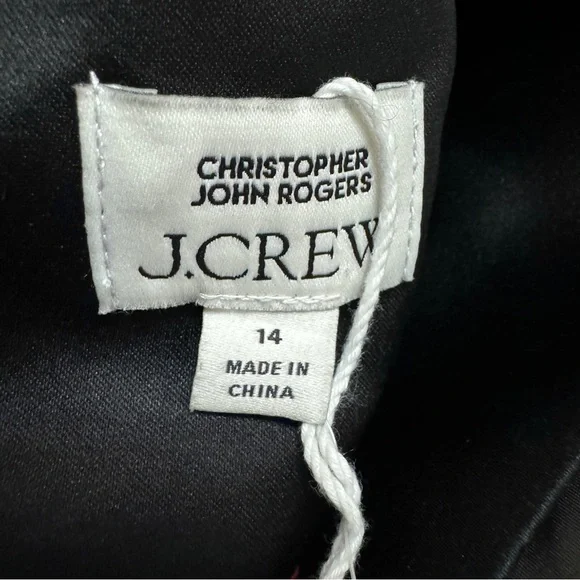 CHRISTOPHER
JOHN ROGERS
J.CREW
14
MADE IN
CHINA